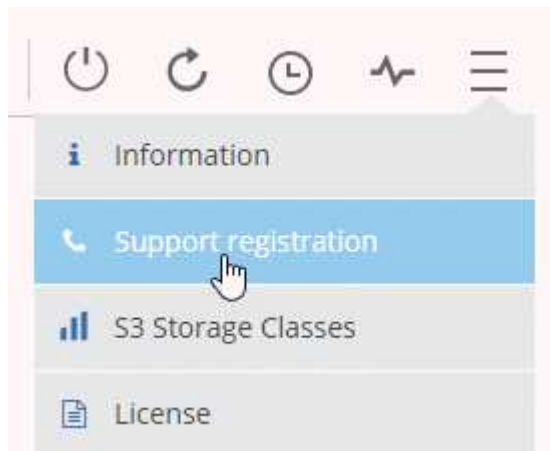 Information
Support registration
S3 Storage Classes
License